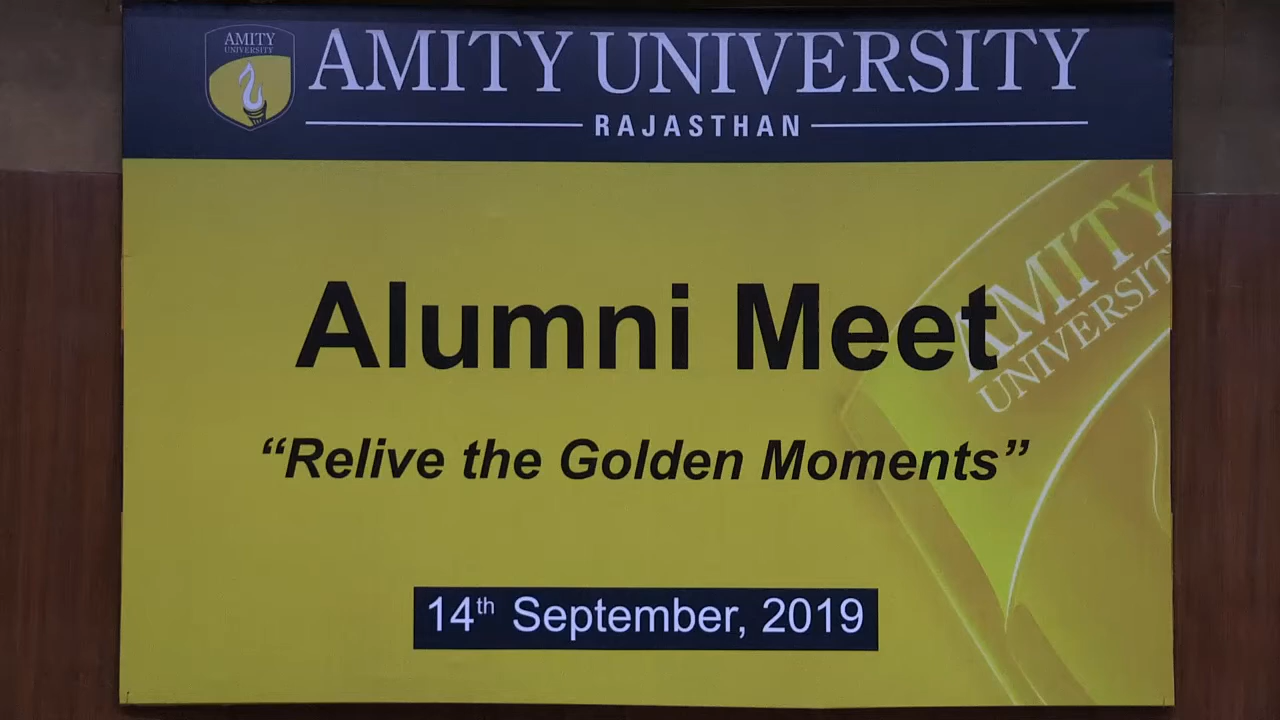 AMITY
UNIVERSITY
AMITY UNIVERSITY
RAJASTHAN
AMITY
UNIVERSITY
Alumni Meet
“Relive the Golden Moments”
14th September, 2019